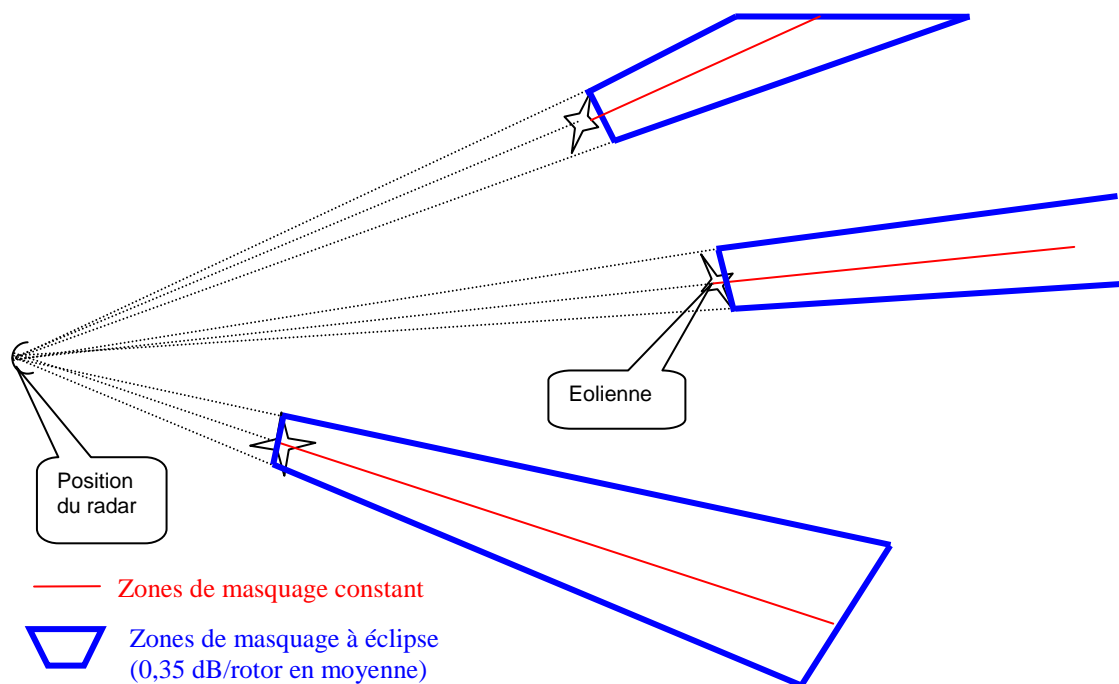 Eolienne
Position
du radar
Zones de masquage constant
Zones de masquage à éclipse
(0,35 dB/rotor en moyenne)